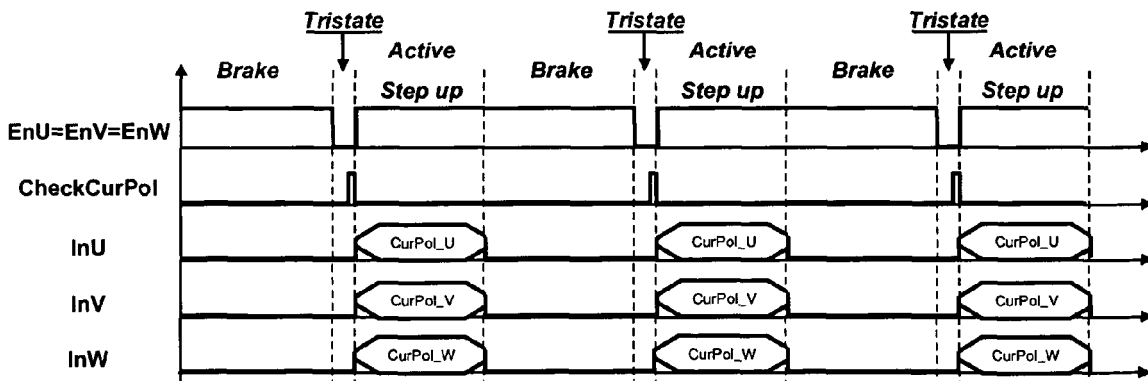 Tristate Tristate Tristate
Active Active Active
Brake Brake Brake
Step up Step up Step up
EnU=EnV=EnW
CheckCurPol
InU CurPol_U CurPol_U CurPol_U
InV CurPol_V CurPol_V CurPol_V
InW CurPol_W CurPol_W CurPol_W